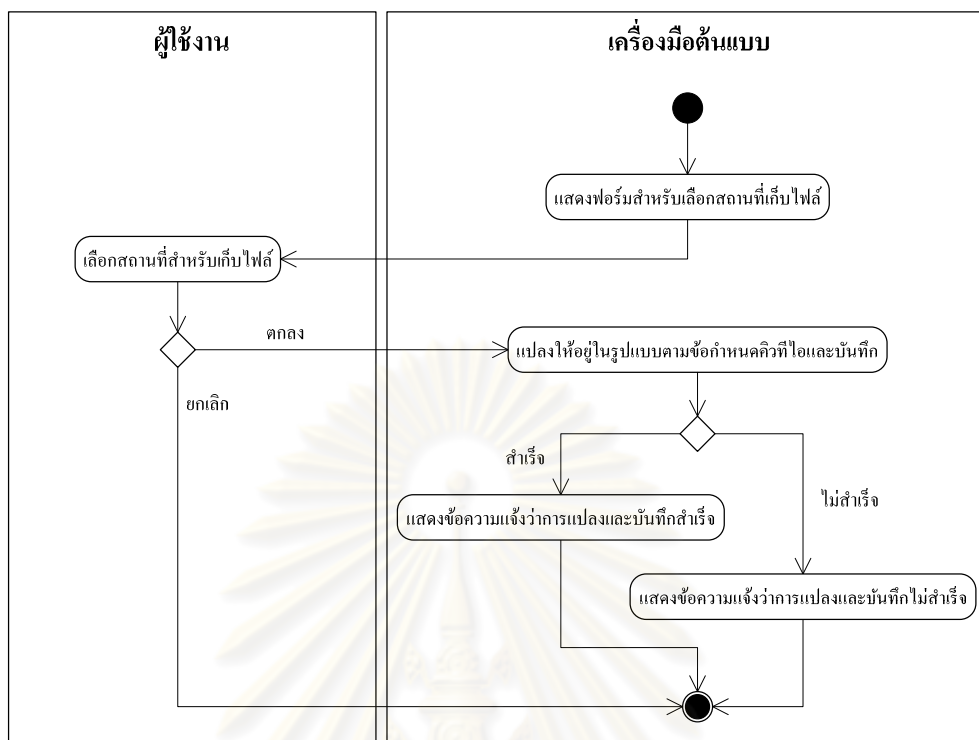 ผู้ใช้งาน
เครื่องมือต้นแบบ
แสดงฟอร์มสำหรับเลือกสถานที่เก็บไฟล์
เลือกสถานที่สำหรับเก็บไฟล์
ตกลง
แปลงให้อยู่ในรูปแบบตามข้อกำหนดคิวทีไอและบันทึก
ยกเลิก
สำเร็จ
ไม่สำเร็จ
แสดงข้อความแจ้งว่าการแปลงและบันทึกสำเร็จ
แสดงข้อความแจ้งว่าการแปลงและบันทึกไม่สำเร็จ